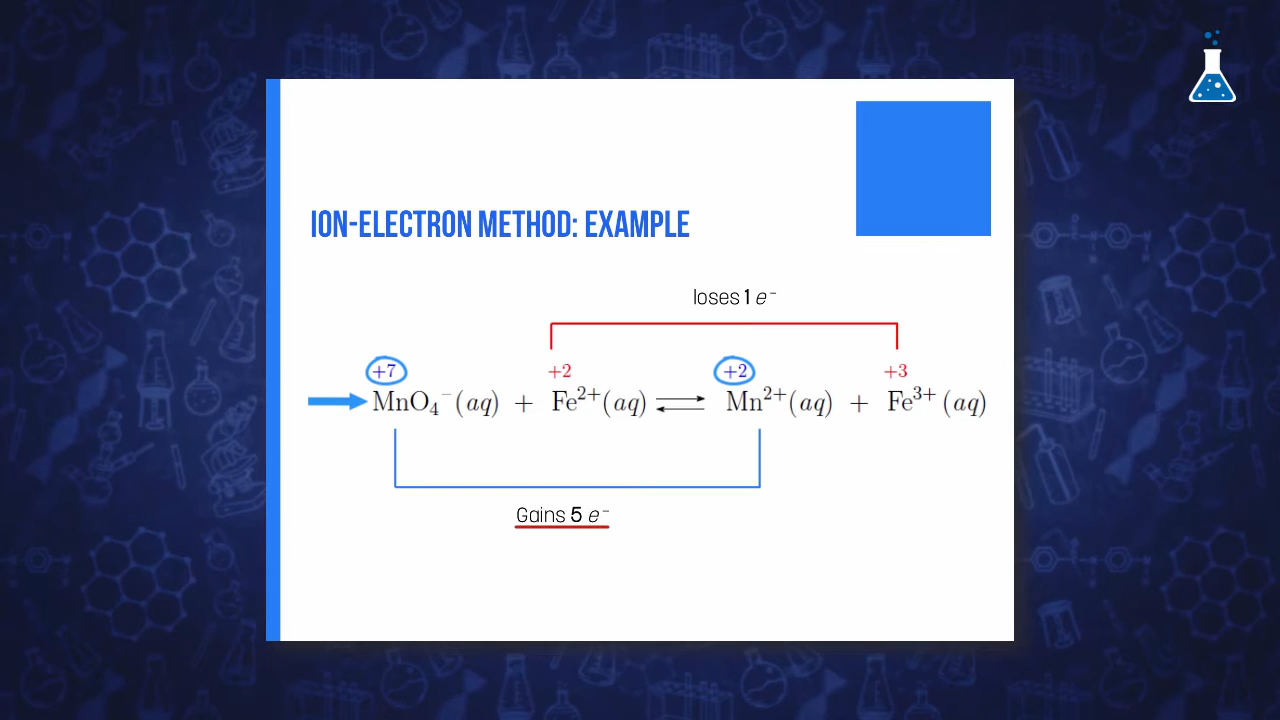 ION-ELECTRON METHOD: EXAMPLE
loses 1 e⁻
+7 +2 +2 +3
MnO₄⁻(aq) + Fe²⁺(aq) ⇌ Mn²⁺(aq) + Fe³⁺ (aq)
Gains 5 e⁻